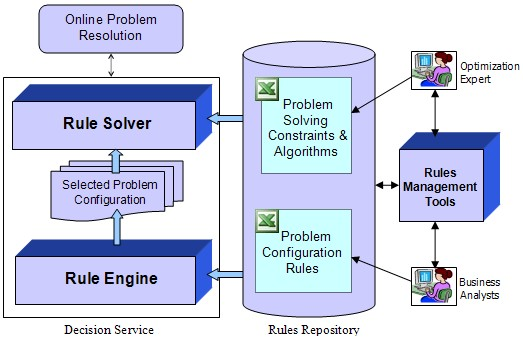 Online Problem
Resolution
Rule Solver
Selected Problem
Configuration
Rule Engine
Decision Service
Problem
Solving
Constraints &
Algorithms
Problem
Configuration
Rules
Rules Repository
Optimization
Expert
Rules
Management
Tools
Business
Analysts